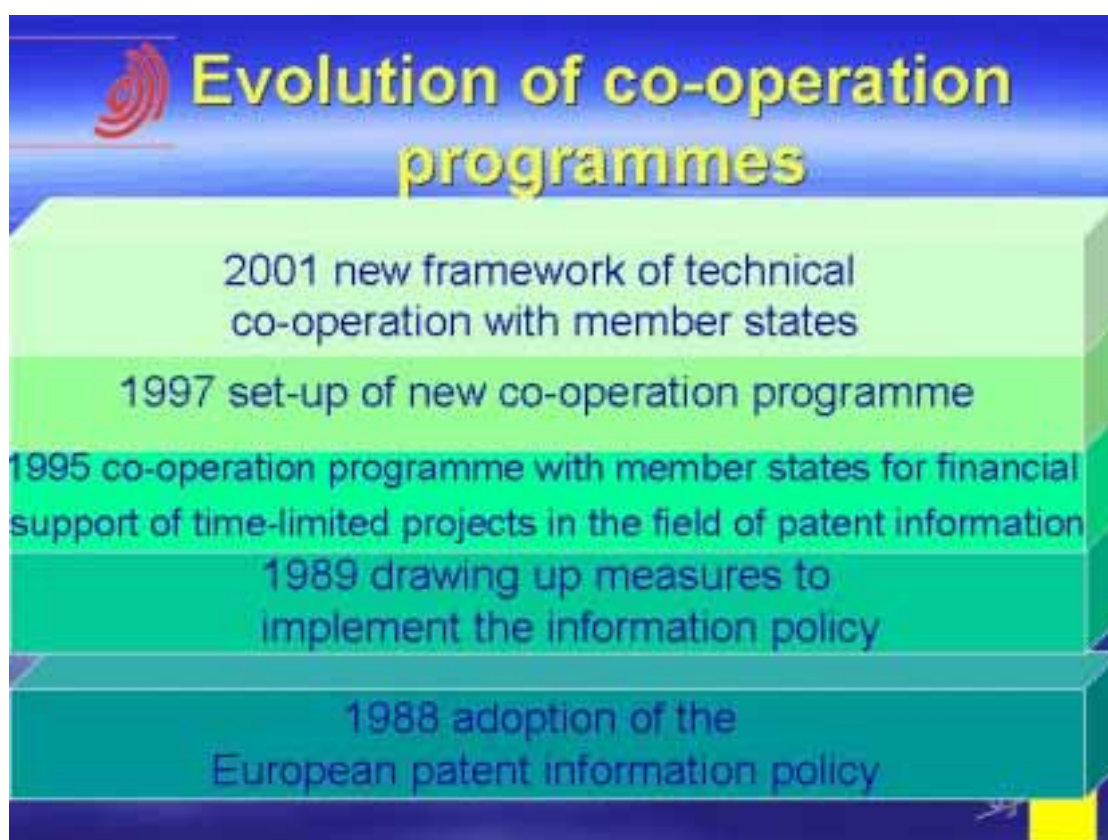 Evolution of co-operation
programmes
2001 new framework of technical
co-operation with member states
1997 set-up of new co-operation programme
1995 co-operation programme with member states for financial
support of time-limited projects in the field of patent information
1989 drawing up measures to
implement the information policy
1988 adoption of the
European patent information policy